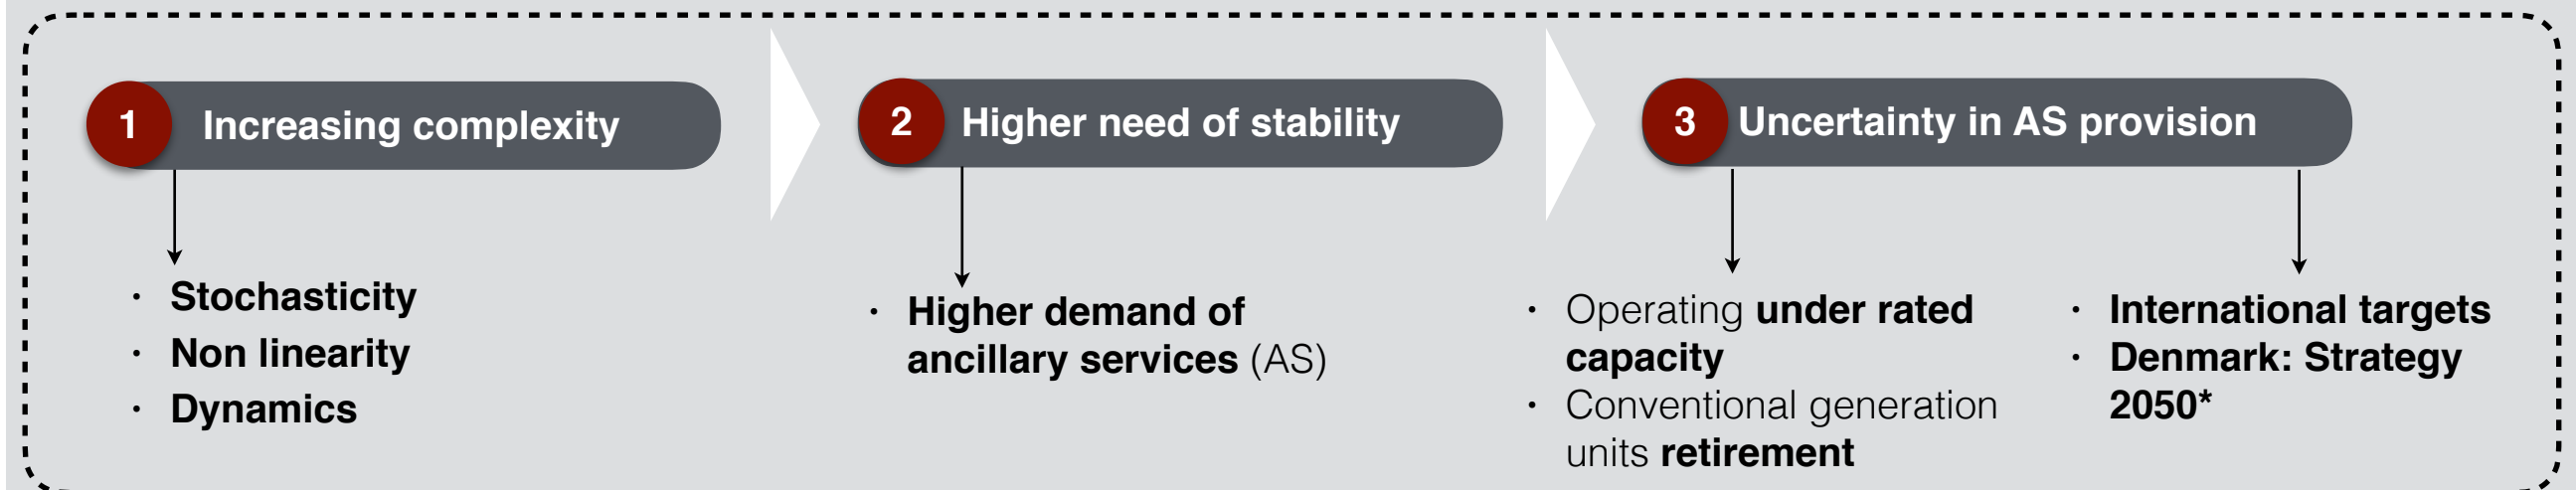 1 Increasing complexity
• Stochasticity
• Non linearity
• Dynamics
2 Higher need of stability
• Higher demand of
ancillary services (AS)
3 Uncertainty in AS provision
• Operating under rated
capacity
• Conventional generation
units retirement
• International targets
• Denmark: Strategy
2050*